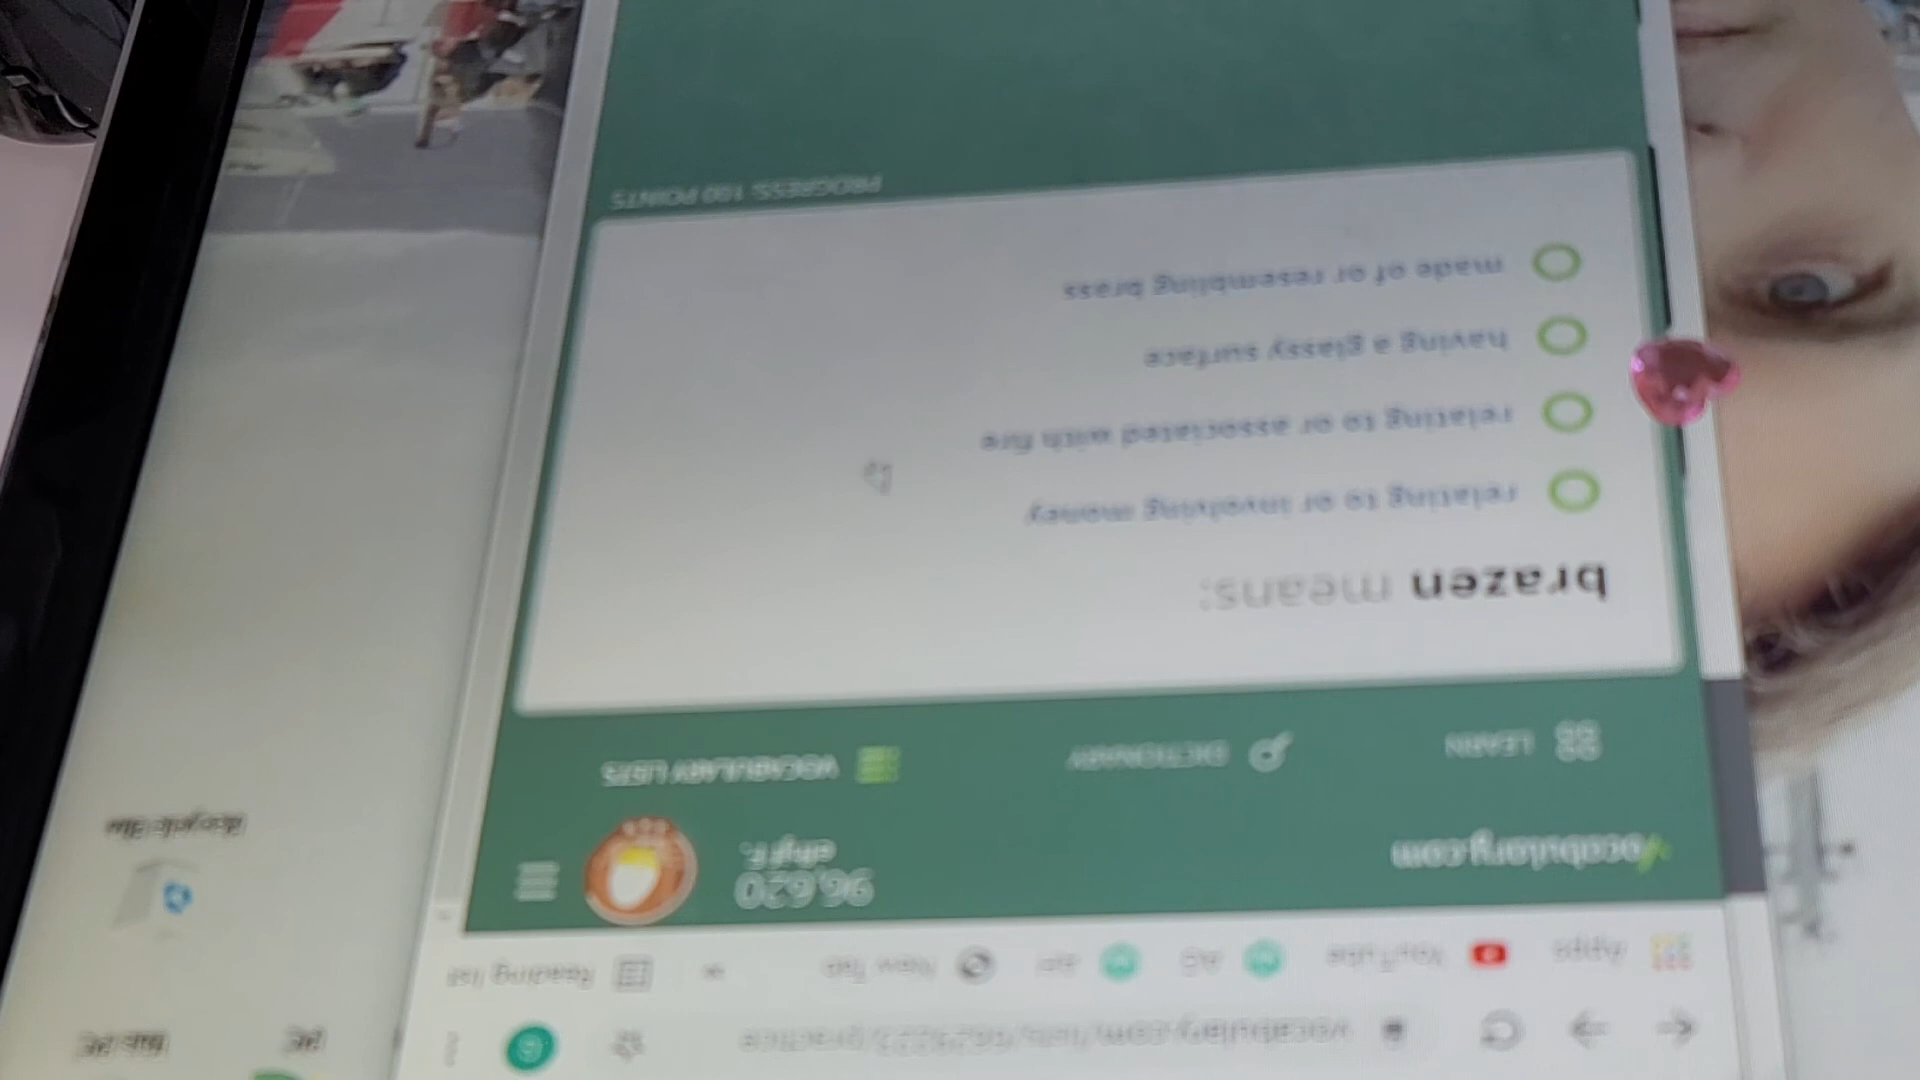 Apps YouTube AC New Tab Reading list
Vocabulary.com
96,620
LEARN DICTIONARY VOCABULARY LISTS
brazen means:
relating to or involving money
relating to or associated with fire
having a glassy surface
made of or resembling brass
PROGRESS: 100 POINTS